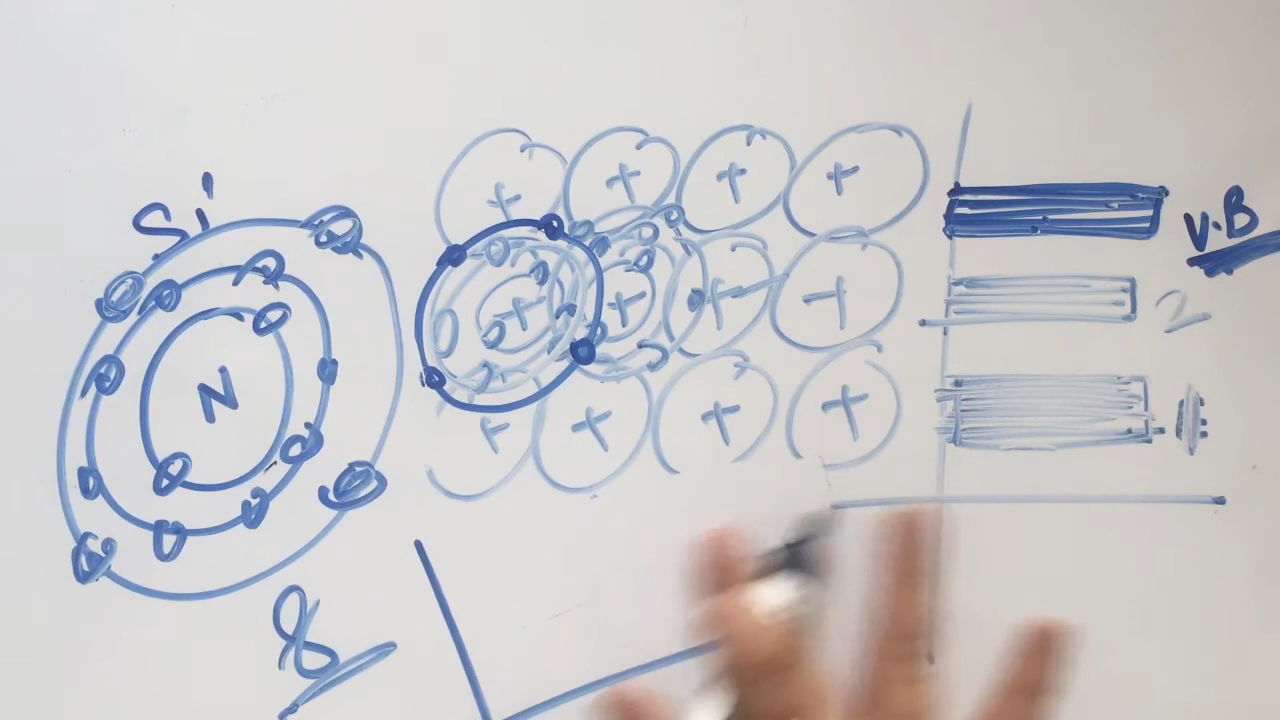 Si
N
8
+ + + +
+ + + +
+ + + +
V.B
2